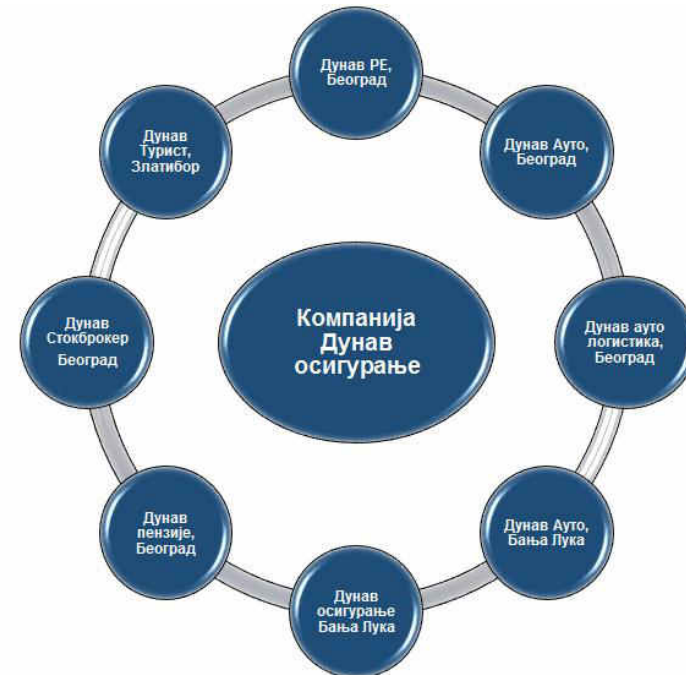 Дунав РЕ,
Београд
Дунав Ауто,
Београд
Дунав ауто
логистика,
Београд
Дунав Ауто,
Бања Лука
Дунав
осигурање
Бања Лука
Дунав
пензије,
Београд
Дунав
Стокброкер
Београд
Дунав
Турист,
Златибор
Компанија
Дунав
осигурање